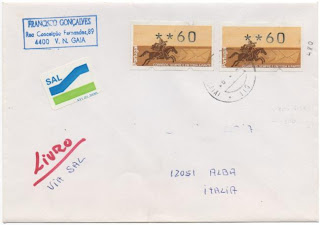 FRANCISCO GONÇALVES
Rua Conceição Fernandes, 89
4400 V. N. GAIA
**60
**60
SAL
LIVRO
VIA SAL
12051 ALBA
ITALIA